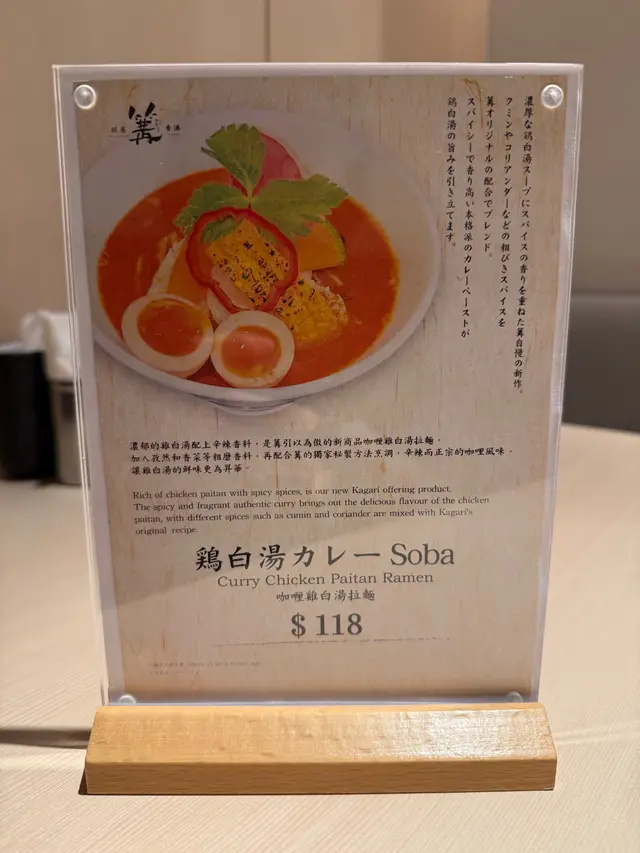 篝
銀座
香港
濃厚な鶏白湯スープにスパイスの香りを重ねた篝自慢の新作。
クミンやコリアンダーなどの粗びきスパイスを
篝オリジナルの配合でブレンド。
スパイシーで香り高い本格派のカレーペーストが
鶏白湯の旨みを引き立てます。
濃郁的雞白湯配上辛辣香料，是篝引以為傲的新商品咖喱雞白湯拉麵。
加入孜然和香菜等粗磨香料，再配合篝的獨家秘製方法烹調，辛辣而正宗的咖喱風味，
讓雞白湯的鮮味更為昇華。
Rich of chicken paitan with spicy spices, is our new Kagari offering product.
The spicy and fragrant authentic curry brings out the delicious flavour of the chicken
paitan, with different spices such as cumin and coriander are mixed with Kagari's
original recipe.
鶏白湯カレー Soba
Curry Chicken Paitan Ramen
咖喱雞白湯拉麵
$ 118